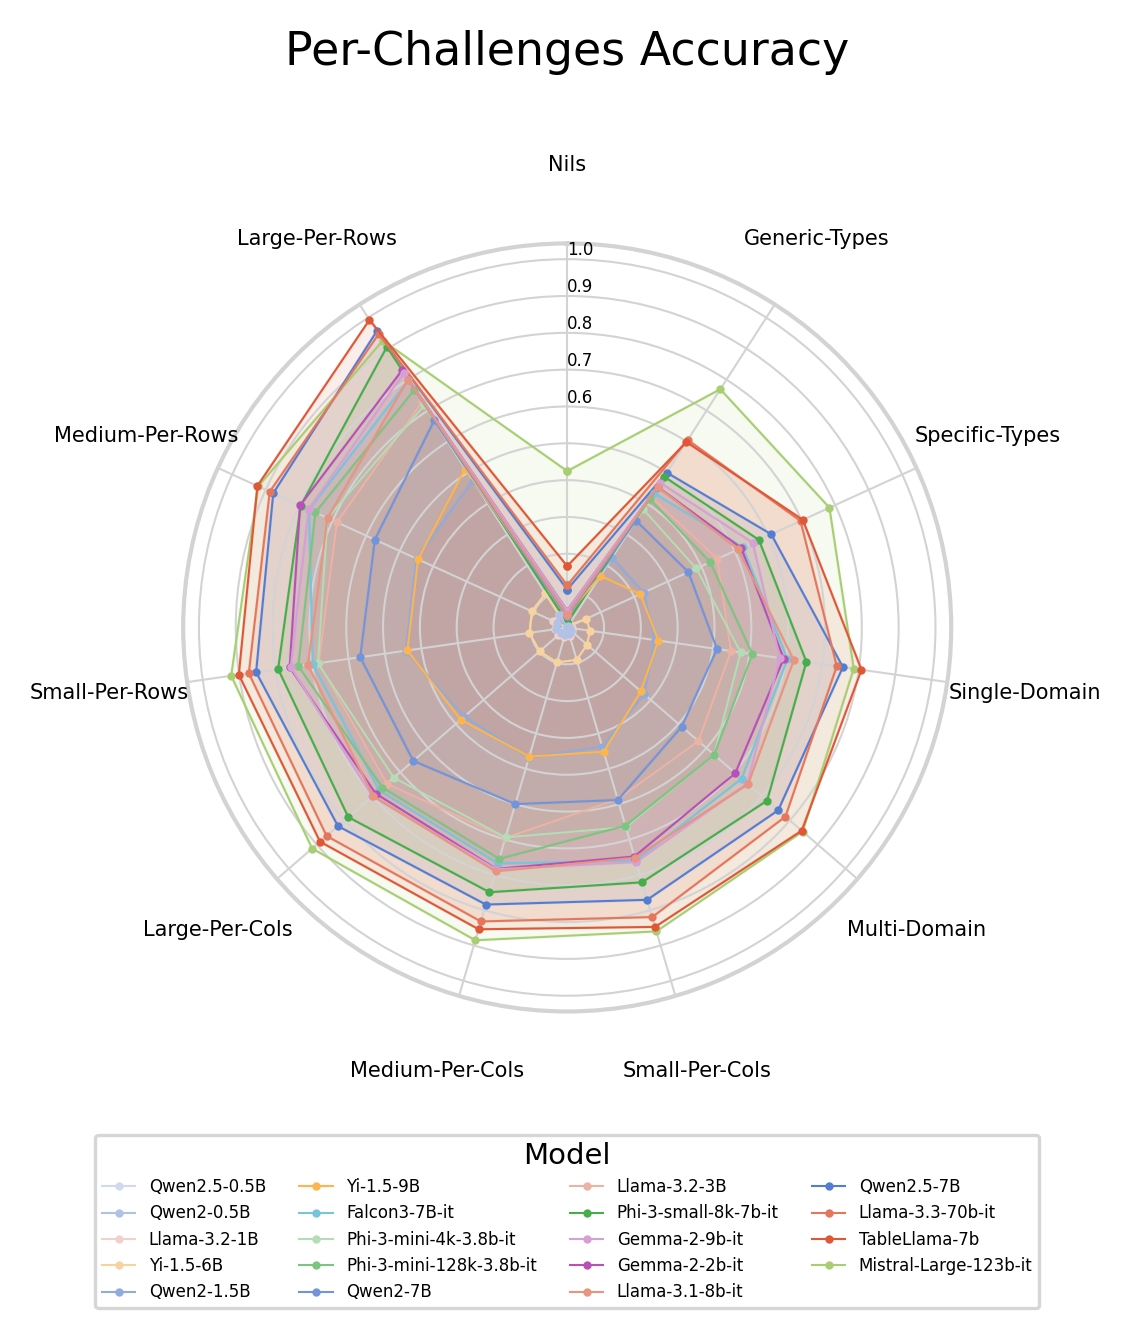 Per-Challenges Accuracy
Nils
Large-Per-Rows
Generic-Types
1.0
0.9
0.8
0.7
0.6
Medium-Per-Rows
Specific-Types
Small-Per-Rows
Single-Domain
Large-Per-Cols
Multi-Domain
Medium-Per-Cols
Small-Per-Cols
Model
Qwen2.5-0.5B
Qwen2-0.5B
Llama-3.2-1B
Yi-1.5-6B
Qwen2-1.5B
Yi-1.5-9B
Falcon3-7B-it
Phi-3-mini-4k-3.8b-it
Phi-3-mini-128k-3.8b-it
Qwen2-7B
Llama-3.2-3B
Phi-3-small-8k-7b-it
Gemma-2-9b-it
Gemma-2-2b-it
Llama-3.1-8b-it
Qwen2.5-7B
Llama-3.3-70b-it
TableLlama-7b
Mistral-Large-123b-it